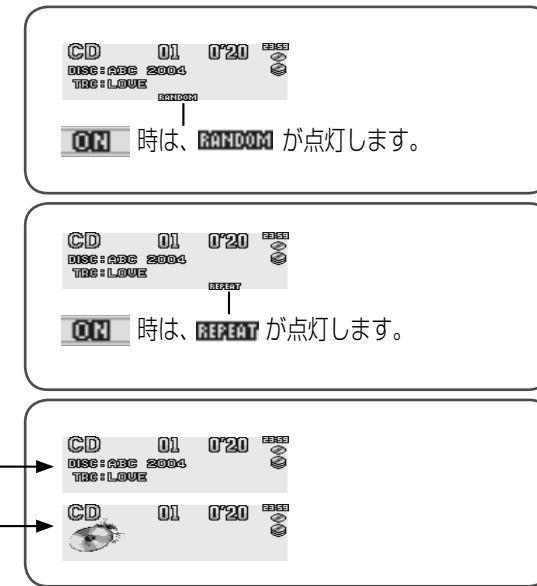 CD 01 0'20 23:59
DISC:ABC 2004
TRC:LOVE
RANDOM
ON 時は、RANDOM が点灯します。
CD 01 0'20 23:59
DISC:ABC 2004
TRC:LOVE
REPEAT
ON 時は、REPEAT が点灯します。
CD 01 0'20 23:59
DISC:ABC 2004
TRC:LOVE
CD 01 0'20 23:59